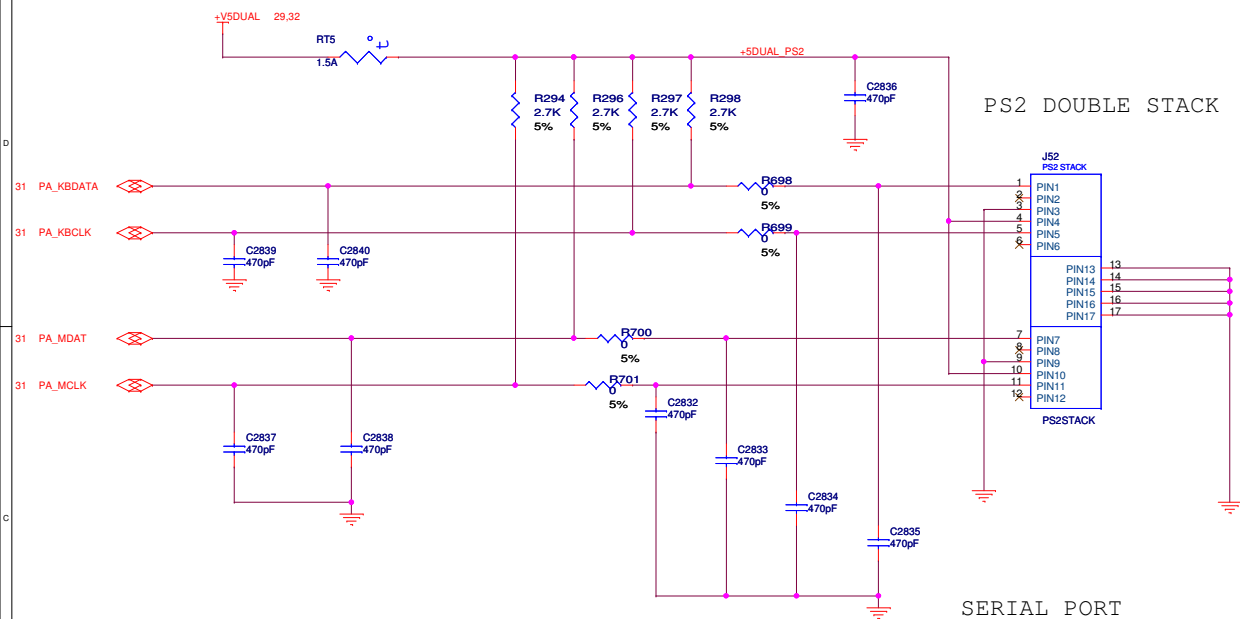 +V5DUAL 29,32
RT5
1.5A
+5DUAL_PS2
R294 R296 R297 R298
2.7K 2.7K 2.7K 2.7K
5% 5% 5% 5%
C2836
.470pF
PS2 DOUBLE STACK
D
J52
PS2 STACK
31 PA_KBDATA
R698
0
5%
1 PIN1
2 PIN2
3 PIN3
4 PIN4
5 PIN5
6 PIN6
31 PA_KBCLK
R699
0
5%
C2839
.470pF
C2840
.470pF
PIN13 13
PIN14 14
PIN15 15
PIN16 16
PIN17 17
31 PA_MDAT
R700
0
5%
7 PIN7
8 PIN8
9 PIN9
10 PIN10
11 PIN11
12 PIN12
31 PA_MCLK
R701
0
5%
PS2STACK
C2832
.470pF
C2837
.470pF
C2838
.470pF
C2833
.470pF
C2834
.470pF
C
C2835
.470pF
SERIAL PORT